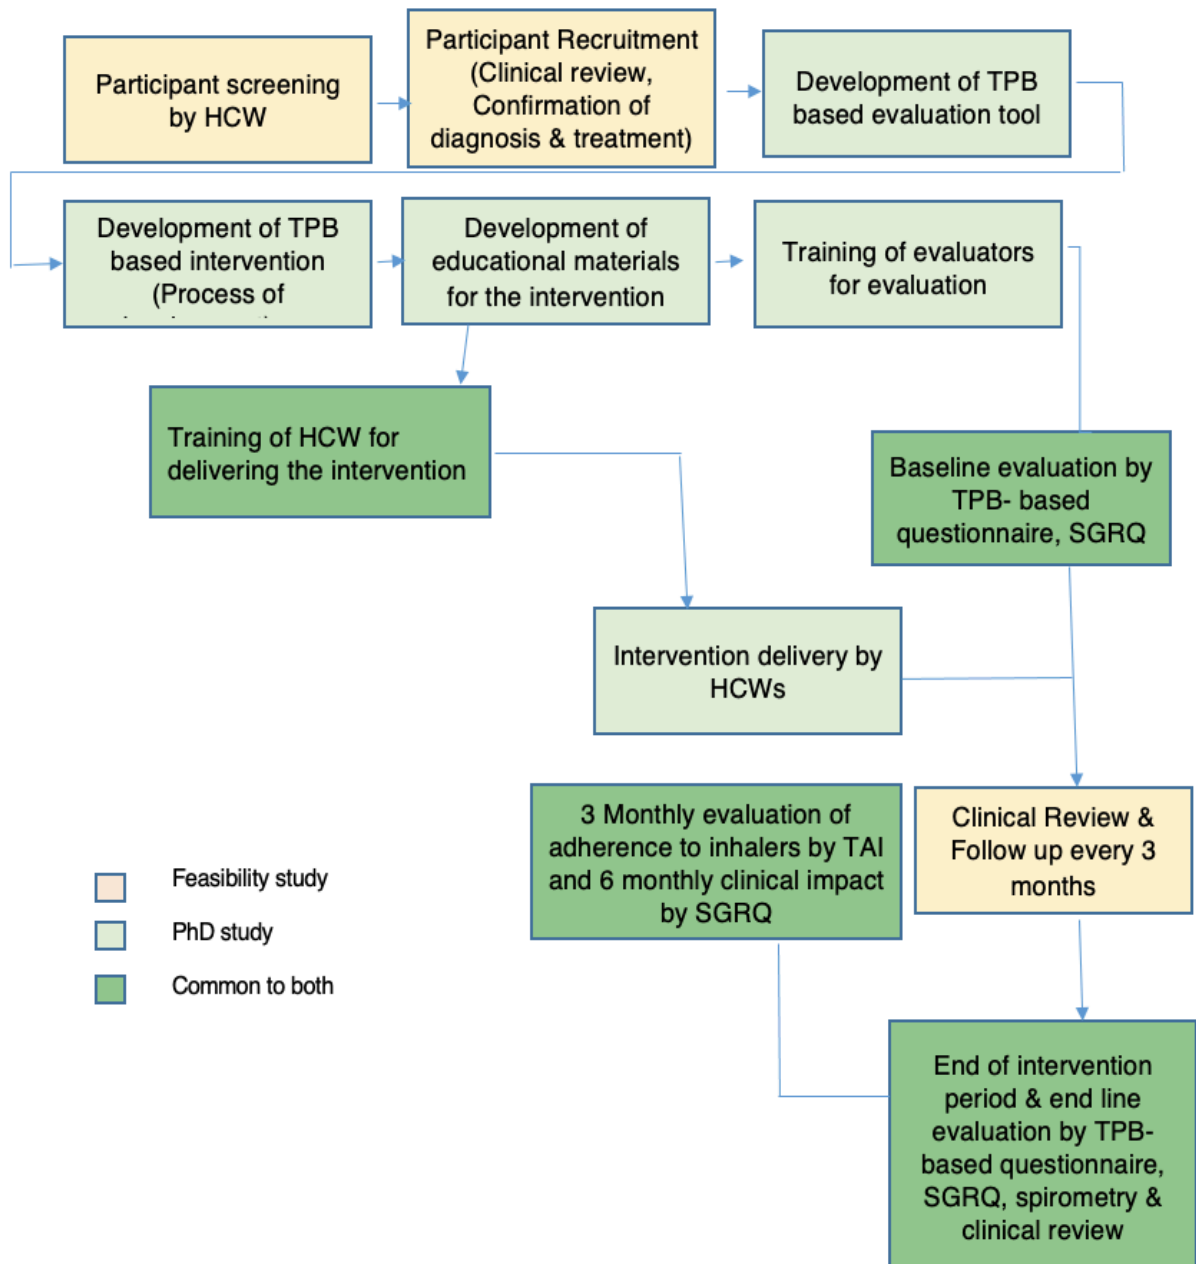 Participant screening
by HCW
Participant Recruitment
(Clinical review,
Confirmation of
diagnosis & treatment)
Development of TPB
based evaluation tool
Development of TPB
based intervention
(Process of
Development of
educational materials
for the intervention
Training of evaluators
for evaluation
Training of HCW for
delivering the intervention
Baseline evaluation by
TPB- based
questionnaire, SGRQ
Intervention delivery by
HCWs
3 Monthly evaluation of
adherence to inhalers by TAI
and 6 monthly clinical impact
by SGRQ
Clinical Review &
Follow up every 3
months
Feasibility study
PhD study
Common to both
End of intervention
period & end line
evaluation by TPB-
based questionnaire,
SGRQ, spirometry &
clinical review